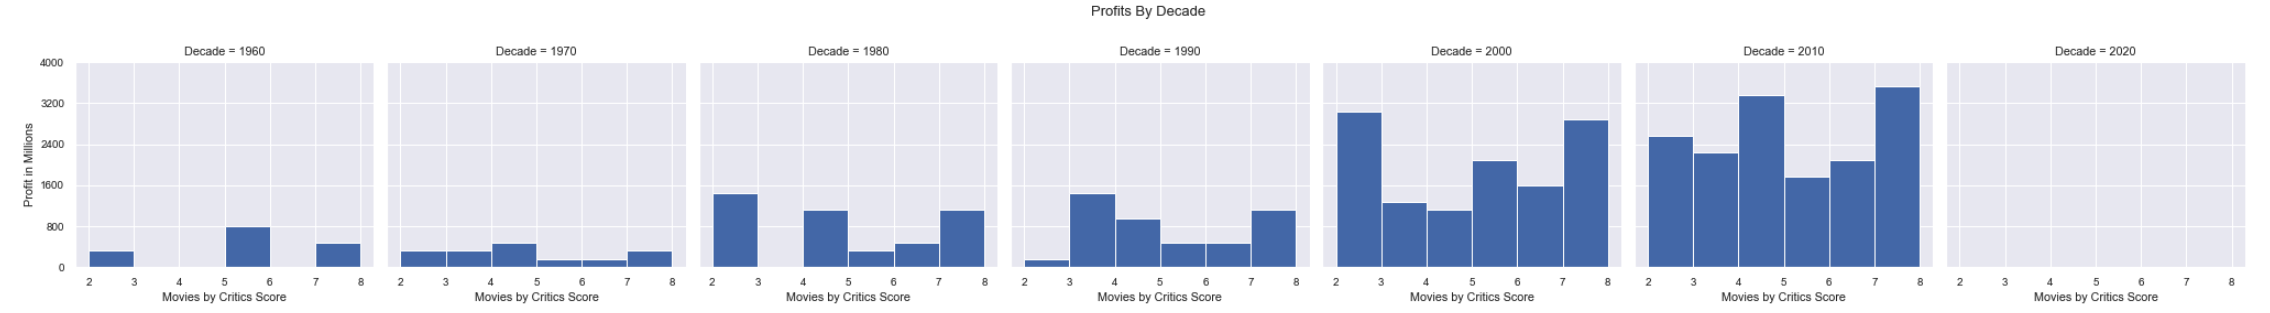 Profits By Decade
Decade = 1960
Decade = 1970
Decade = 1980
Decade = 1990
Decade = 2000
Decade = 2010
Decade = 2020
Profit in Millions
4000
3200
2400
1600
800
0
2 3 4 5 6 7 8
2 3 4 5 6 7 8
2 3 4 5 6 7 8
2 3 4 5 6 7 8
2 3 4 5 6 7 8
2 3 4 5 6 7 8
2 3 4 5 6 7 8
Movies by Critics Score
Movies by Critics Score
Movies by Critics Score
Movies by Critics Score
Movies by Critics Score
Movies by Critics Score
Movies by Critics Score